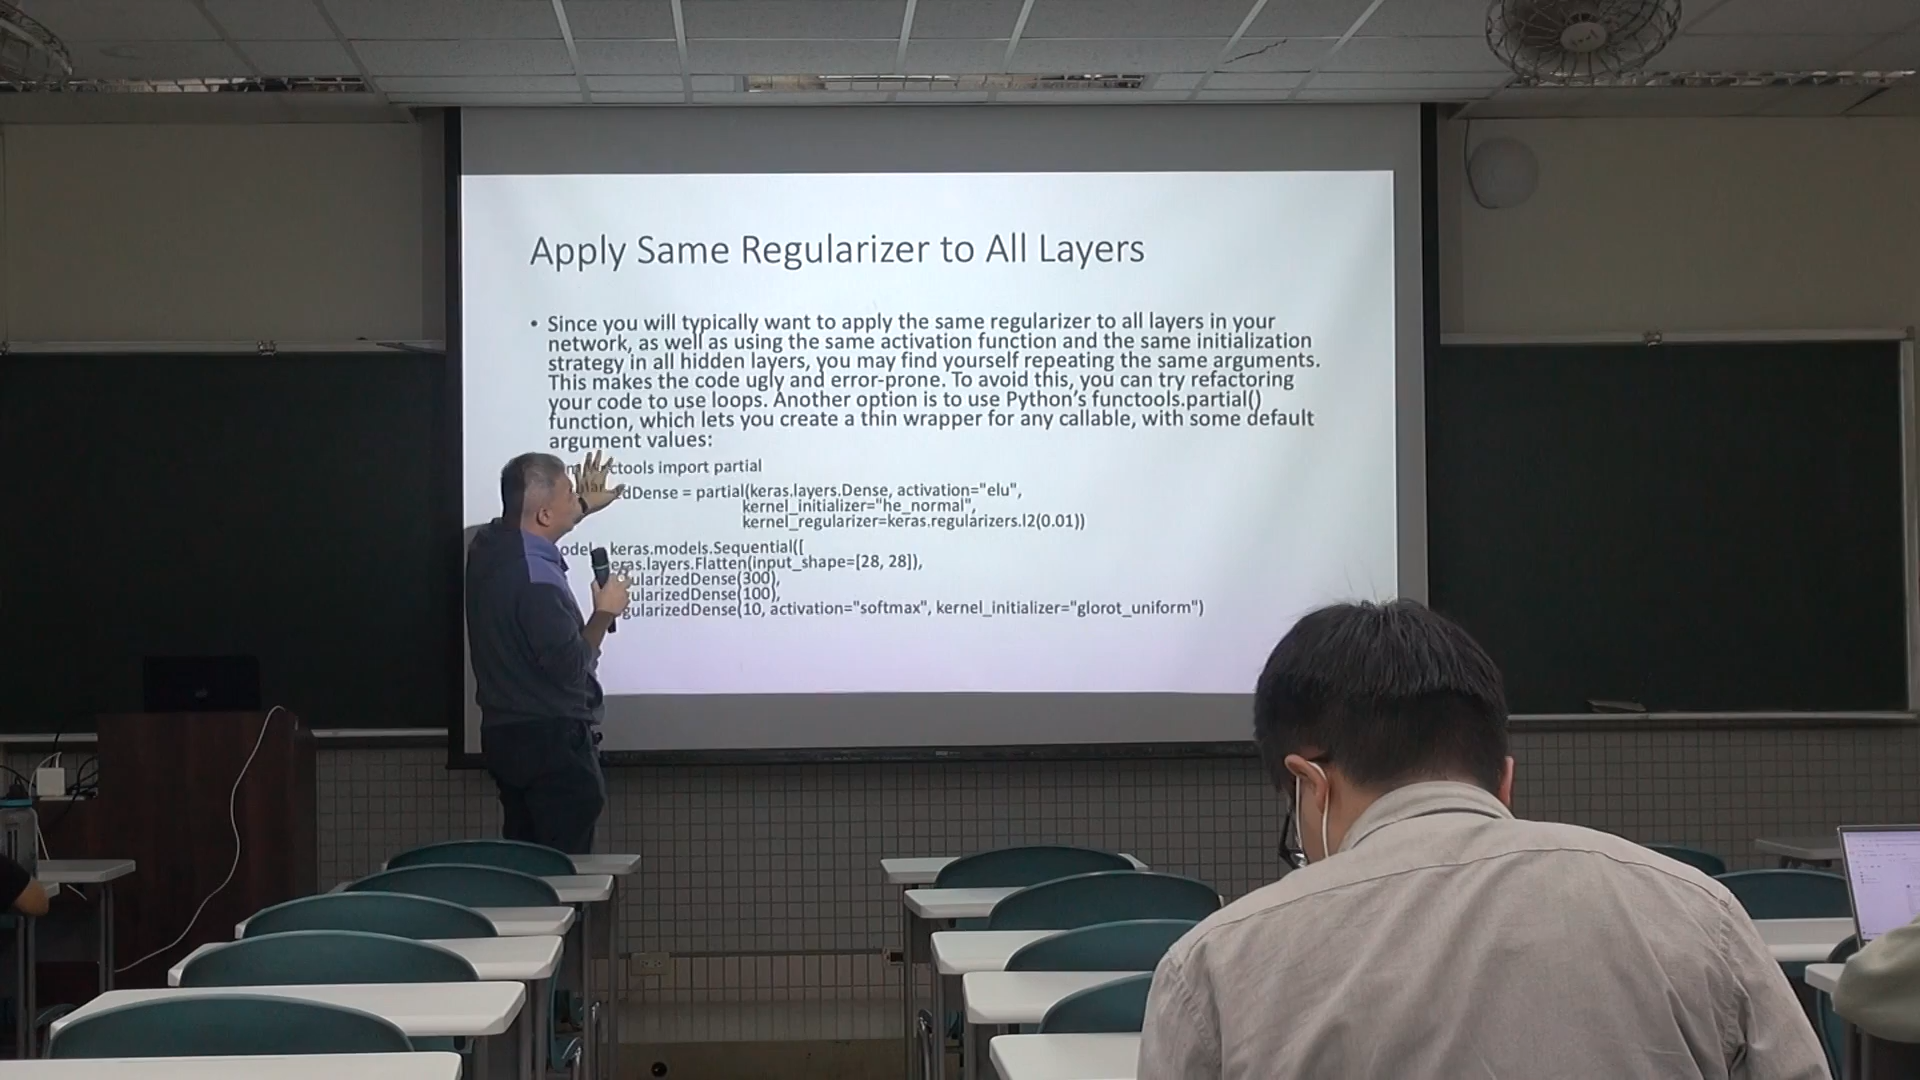 Apply Same Regularizer to All Layers
• Since you will typically want to apply the same regularizer to all layers in your
network, as well as using the same activation function and the same initialization
strategy in all hidden layers, you may find yourself repeating the same arguments.
This makes the code ugly and error-prone. To avoid this, you can try refactoring
your code to use loops. Another option is to use Python's functools.partial()
function, which lets you create a thin wrapper for any callable, with some default
argument values:
ctools import partial
dDense = partial(keras.layers.Dense, activation="elu",
kernel_initializer="he_normal",
kernel_regularizer=keras.regularizers.l2(0.01))
odel = keras.models.Sequential([
eras.layers.Flatten(input_shape=[28, 28]),
ularizedDense(300),
ularizedDense(100),
gularizedDense(10, activation="softmax", kernel_initializer="glorot_uniform")